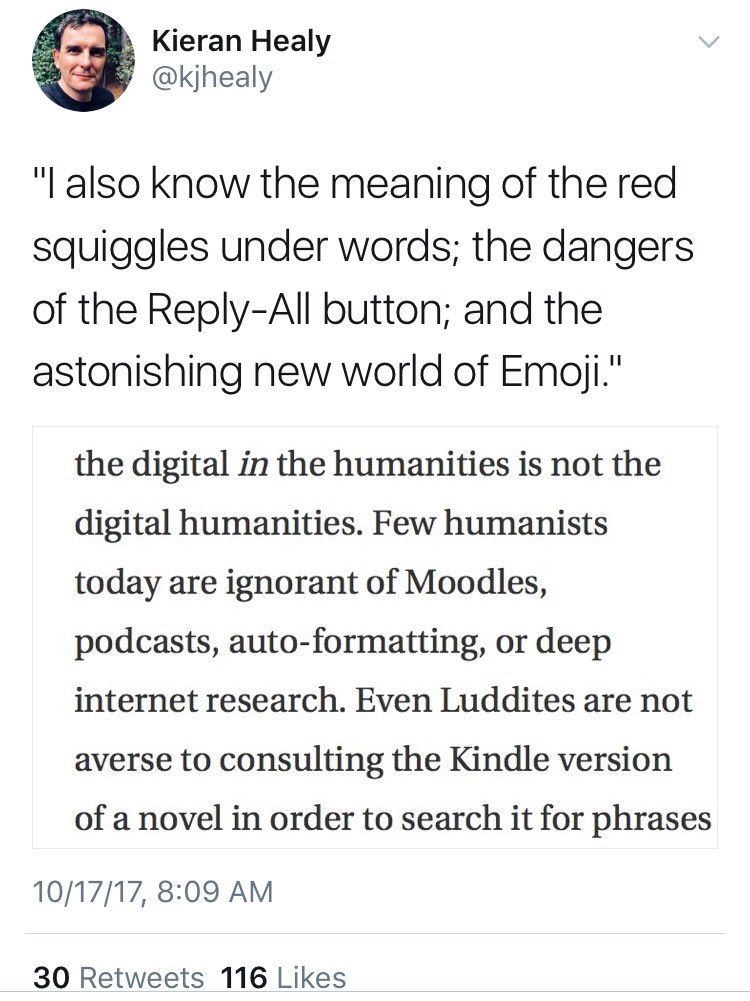 Kieran Healy
@kjhealy
"I also know the meaning of the red
squiggles under words; the dangers
of the Reply-All button; and the
astonishing new world of Emoji."
the digital in the humanities is not the
digital humanities. Few humanists
today are ignorant of Moodles,
podcasts, auto-formatting, or deep
internet research. Even Luddites are not
averse to consulting the Kindle version
of a novel in order to search it for phrases
10/17/17, 8:09 AM
30 Retweets 116 Likes